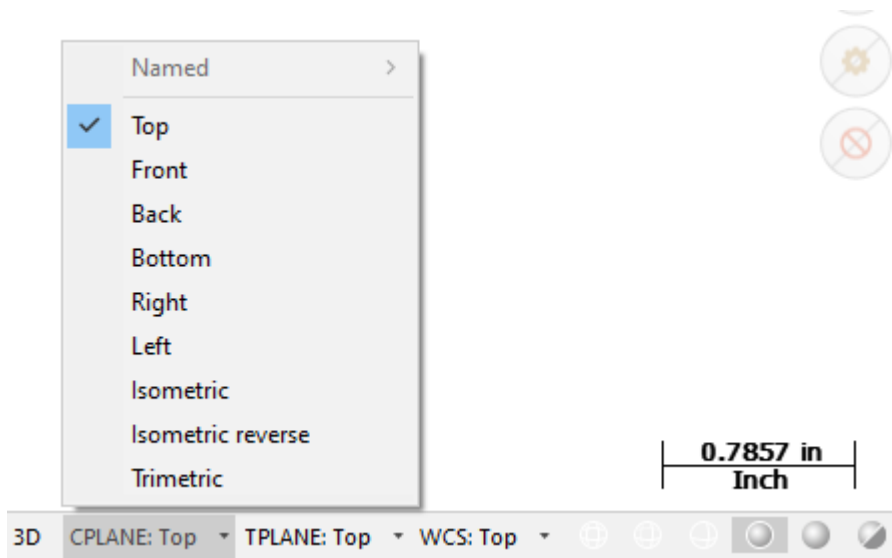 Named
Top
Front
Back
Bottom
Right
Left
Isometric
Isometric reverse
Trimetric
0.7857 in
Inch
3D CPLANE: Top TPLANE: Top WCS: Top